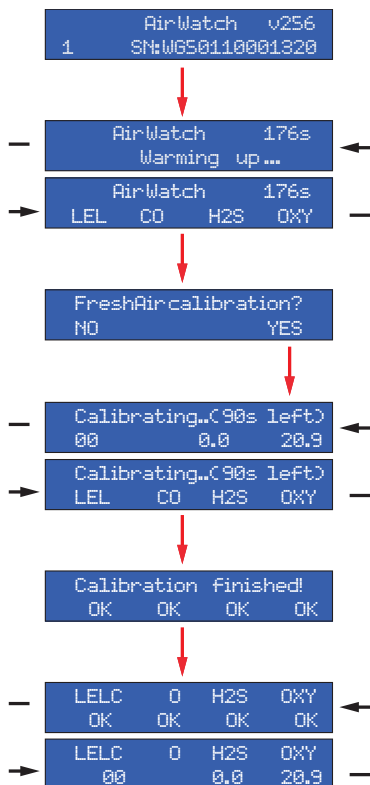 AirWatch v256
1 SN:WG50110001320
AirWatch 176s
Warming up...
AirWatch 176s
LEL CO H2S OXY
FreshAircalibration?
NO YES
Calibrating..(90s left)
00 0.0 20.9
Calibrating..(90s left)
LEL CO H2S OXY
Calibration finished!
OK OK OK OK
LELC O H2S OXY
OK OK OK OK
LELC O H2S OXY
00 0.0 20.9